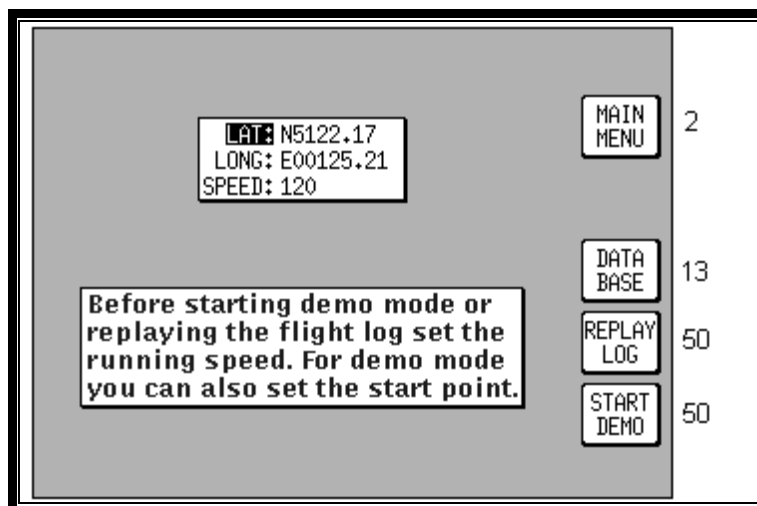 LAT: N5122.17
LONG: E00125.21
SPEED: 120
Before starting demo mode or
replaying the flight log set the
running speed. For demo mode
you can also set the start point.
MAIN
MENU
2
DATA
BASE
13
REPLAY
LOG
50
START
DEMO
50